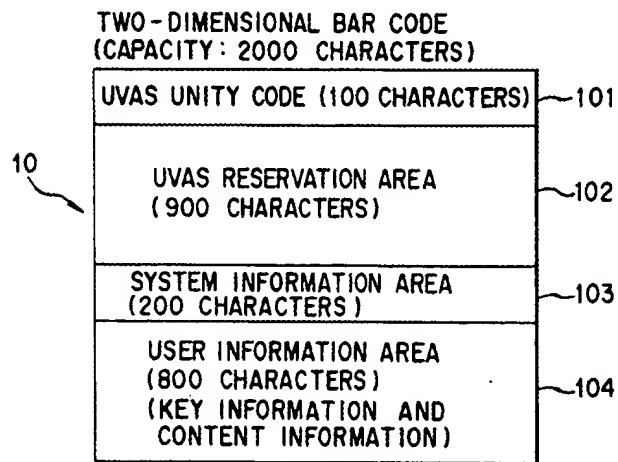 TWO-DIMENSIONAL BAR CODE
(CAPACITY: 2000 CHARACTERS)
UVAS UNITY CODE (100 CHARACTERS)
101
10
UVAS RESERVATION AREA
(900 CHARACTERS)
102
SYSTEM INFORMATION AREA
(200 CHARACTERS)
103
USER INFORMATION AREA
(800 CHARACTERS)
(KEY INFORMATION AND
CONTENT INFORMATION)
104